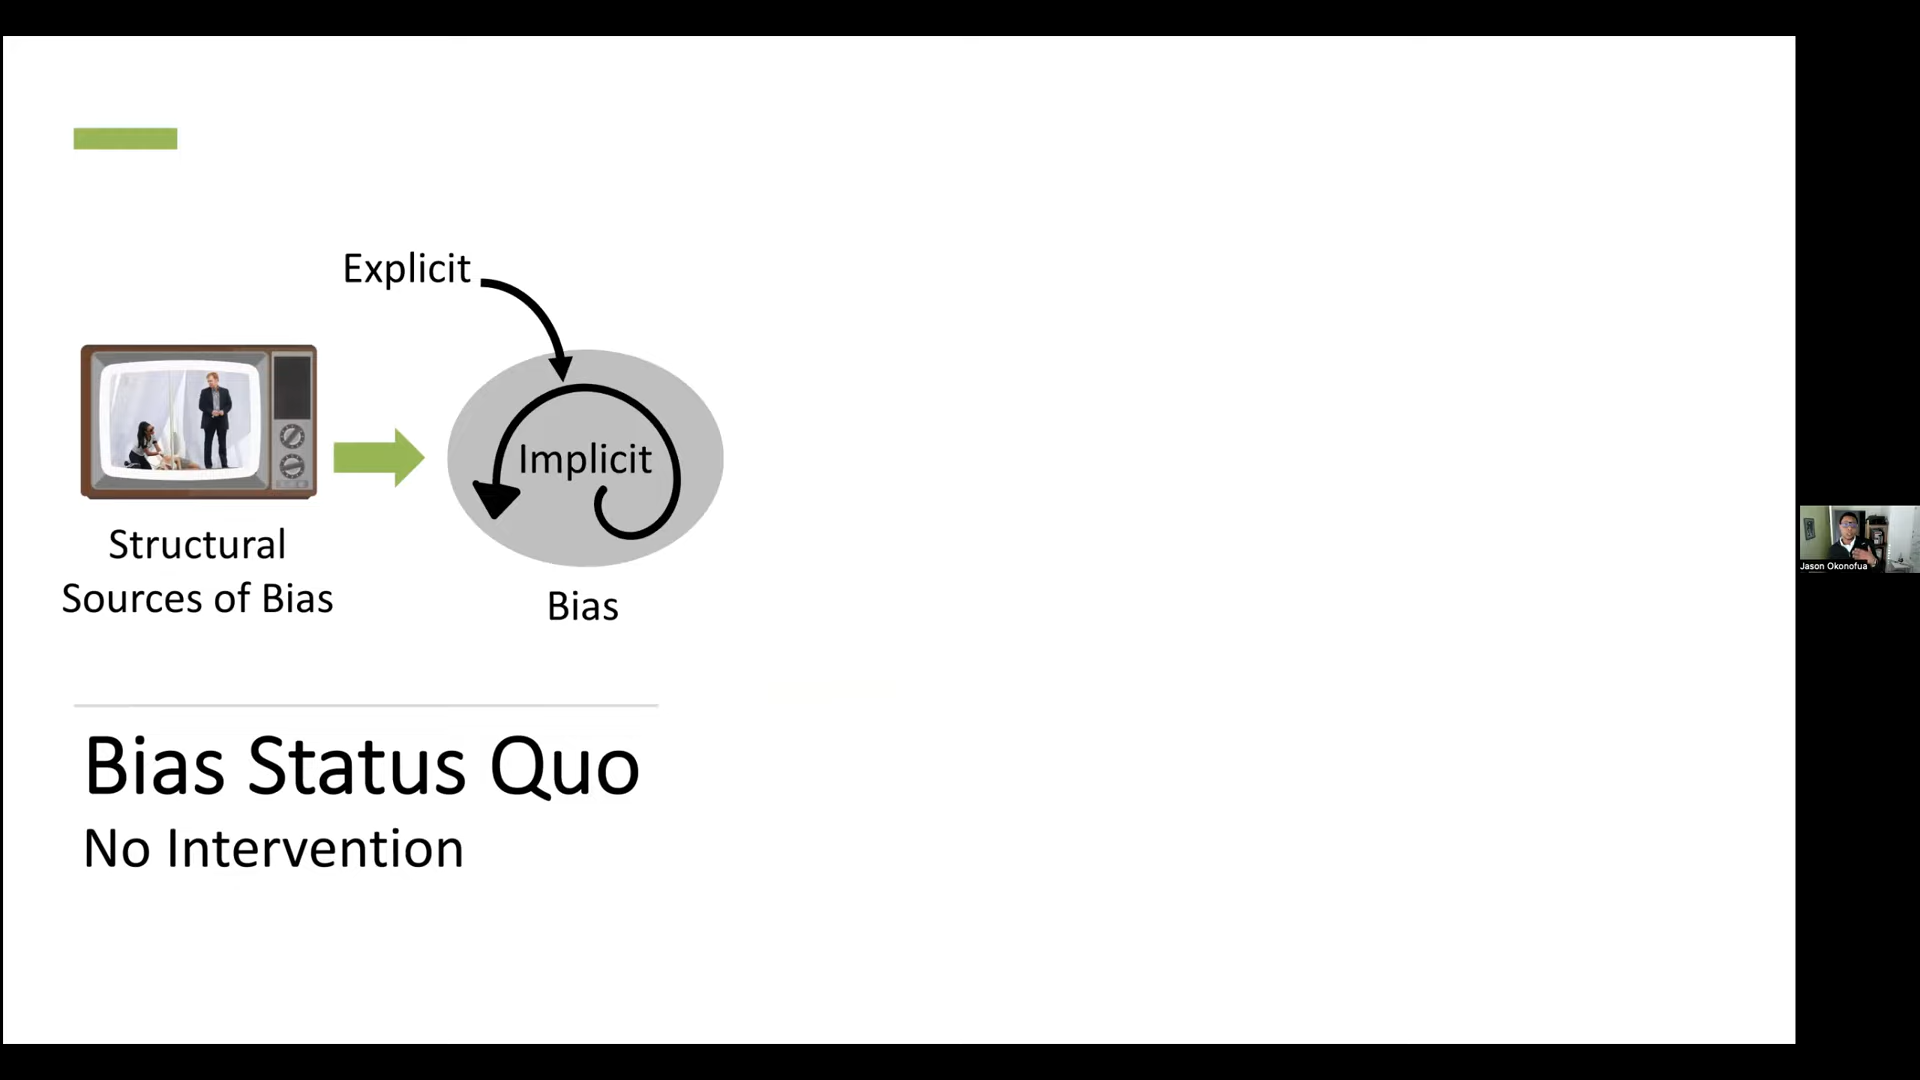 Explicit
Implicit
Structural
Sources of Bias
Bias
Bias Status Quo
No Intervention
Jason Okonofua